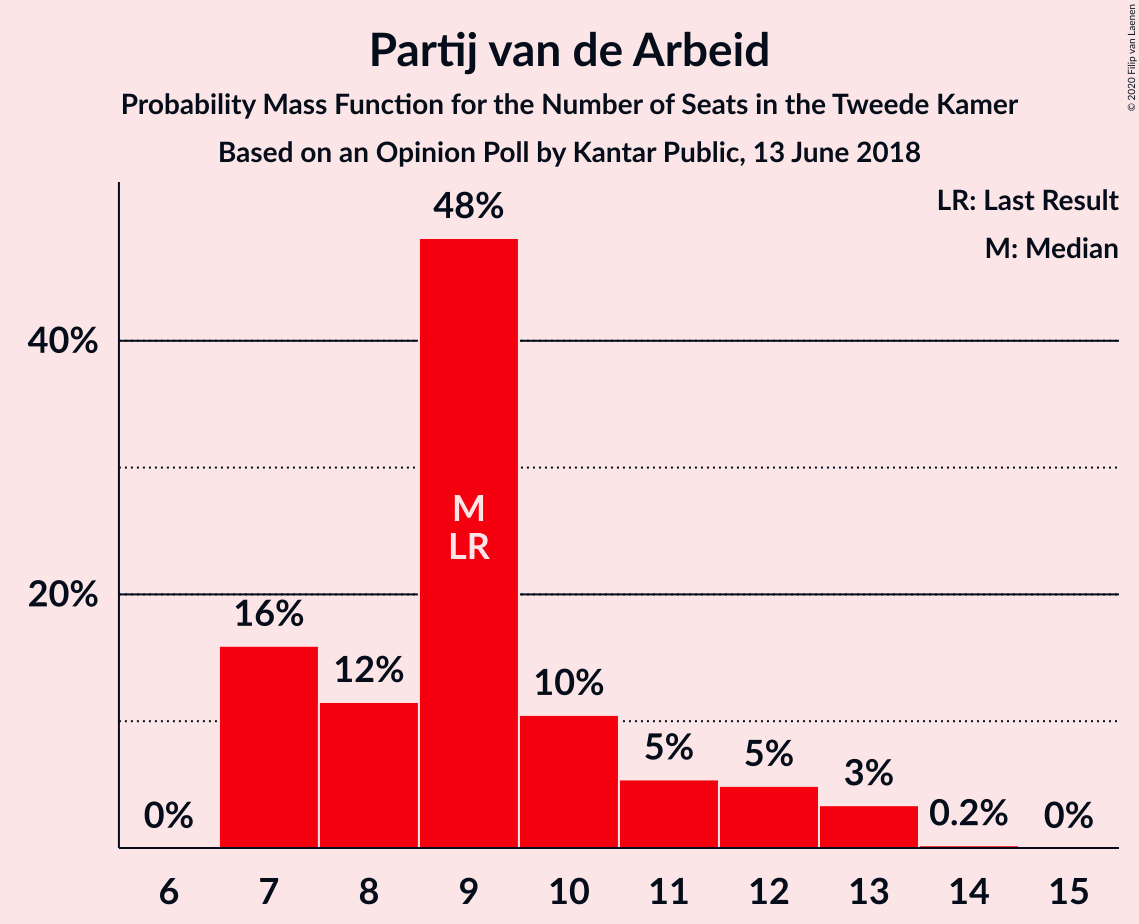 Partij van de Arbeid
Probability Mass Function for the Number of Seats in the Tweede Kamer
Based on an Opinion Poll by Kantar Public, 13 June 2018
© 2020 Filip van Laenen
LR: Last Result
M: Median
48%
40%
M
LR
20%
16%
12%
10%
5%
5%
3%
0%
0.2%
0%
6
7
8
9
10
11
12
13
14
15